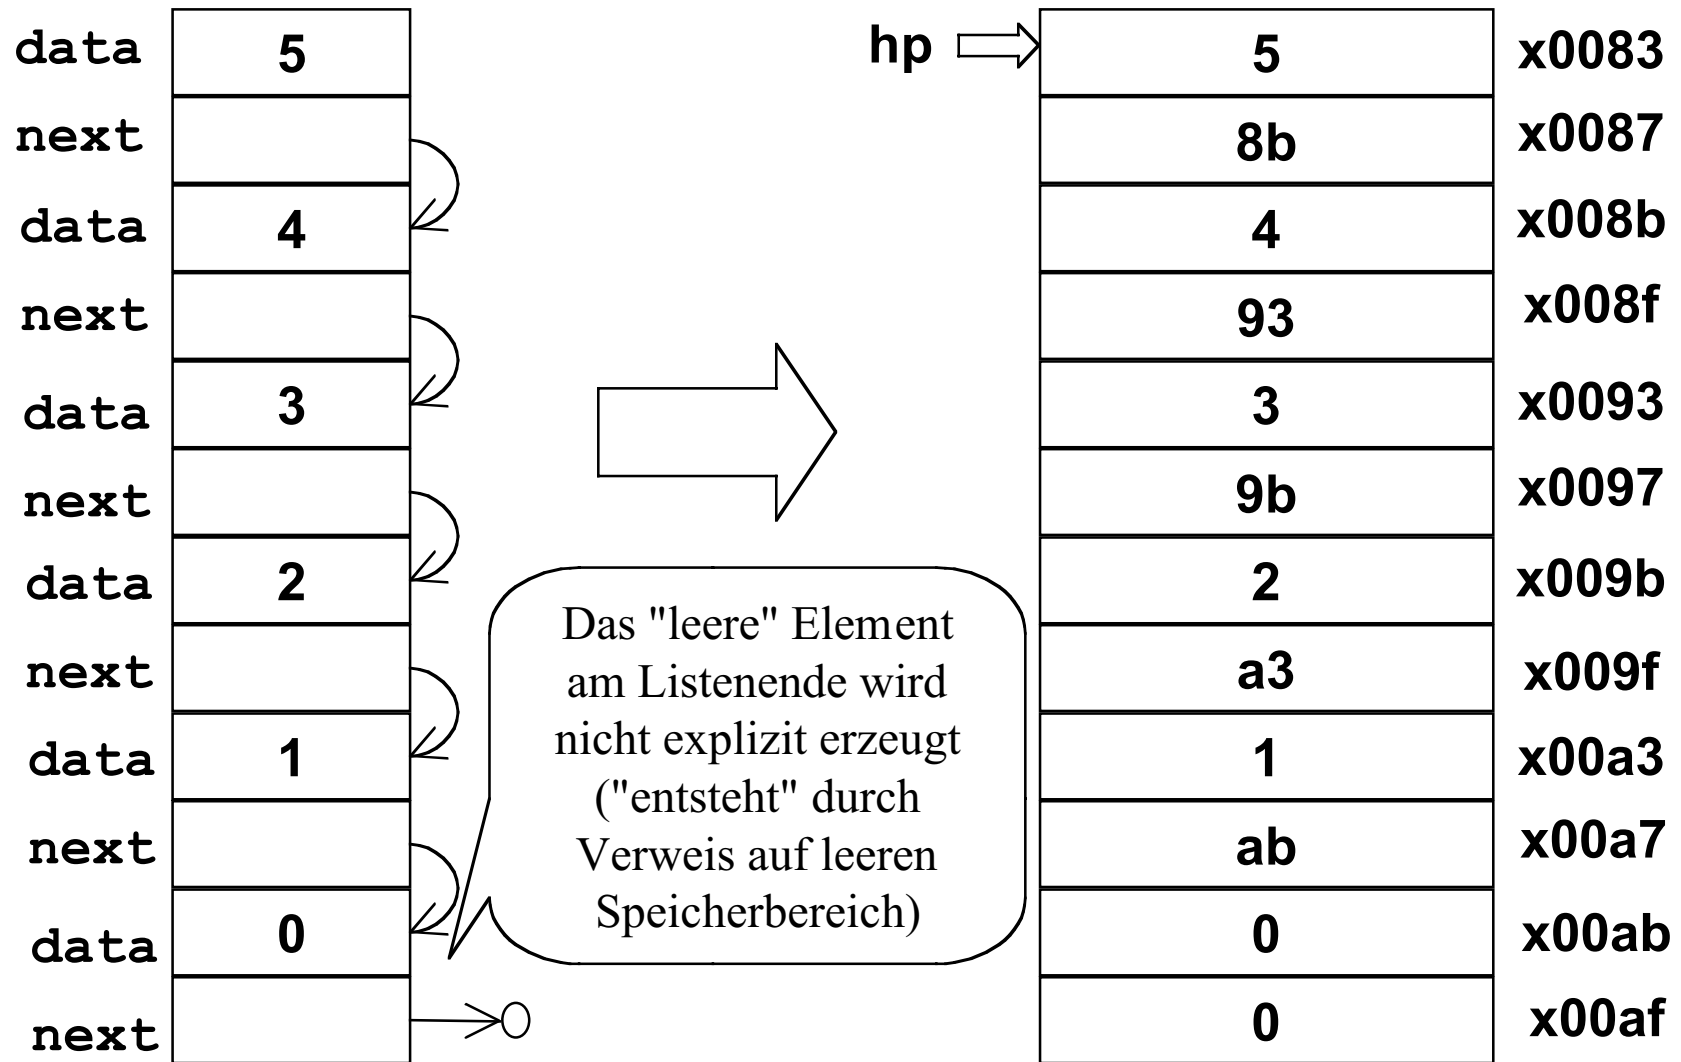 data 5
next
data 4
next
data 3
next
data 2
next
data 1
next
data 0
next
Das "leere" Element
am Listenende wird
nicht explizit erzeugt
("entsteht" durch
Verweis auf leeren
Speicherbereich)
hp 5 x0083
8b x0087
4 x008b
93 x008f
3 x0093
9b x0097
2 x009b
a3 x009f
1 x00a3
ab x00a7
0 x00ab
0 x00af